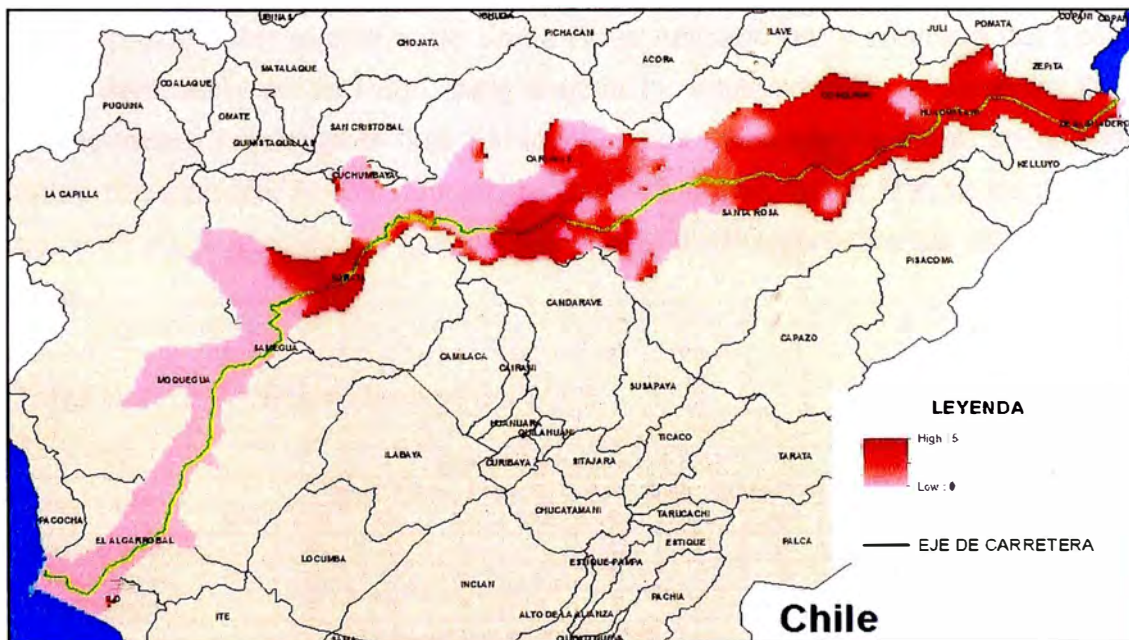 CHOJATA
PICHACANI
ACORA
ILAVE
JULI
POMATA
ZEPITA
COALAQUE
MATALAQUE
PUQUINA
OMATE
QUINISTAQUILLAS
SAN CRISTOBAL
CUCHUMBAYA
LA CAPILLA
KELLUYO
SANTA ROSA
PISACOMA
CANDARAVE
CAPAZO
SAMEGUA
MOQUEGUA
CAMILACA
CAIRANI
SUSAPAYA
HUANUARA
QUILAHUANI
TICACO
ILABAYA
CURIBAYA
SITAJARA
TARATA
CHUCATAMANI
TARUCACHI
PACOCHA
EL ALGARROBAL
LOCUMBA
ESTIQUE
PALCA
ESTIQUE-PAMPA
INCLAN
PACHIA
ILO
ITE
ALTO DE LA ALIANZA
LEYENDA
High : 5
Low : 0
EJE DE CARRETERA
Chile